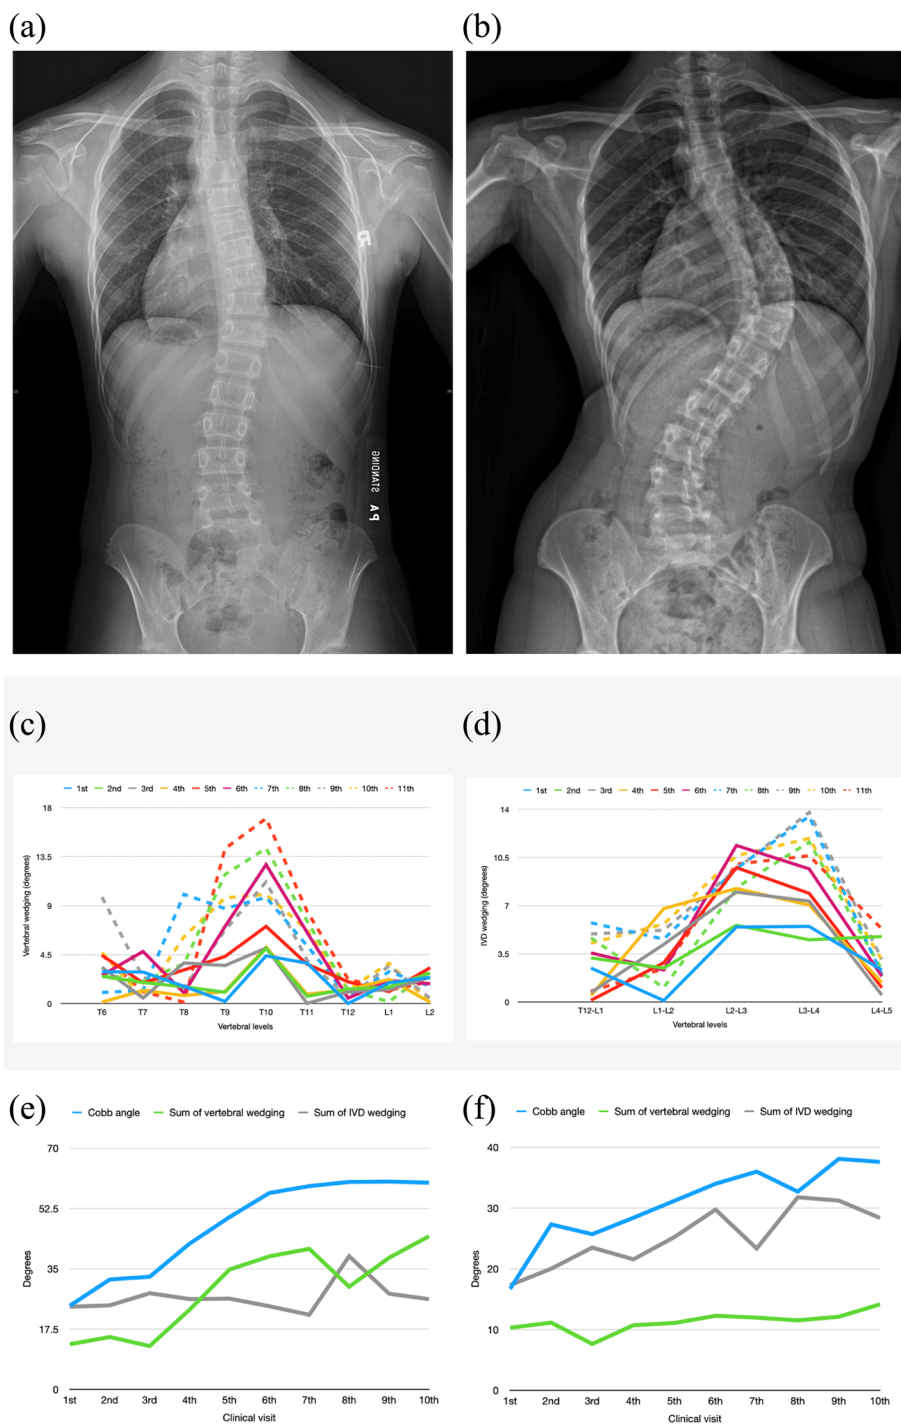 (a)
(b)
R
STANDING
PA
(c)
(d)
1st 2nd 3rd 4th 5th 6th 7th 8th 9th 10th 11th
Vertebral wedging (degrees)
18
13.5
9
4.5
0
T6 T7 T8 T9 T10 T11 T12 L1 L2
Vertebral levels
1st 2nd 3rd 4th 5th 6th 7th 8th 9th 10th 11th
IVD wedging (degrees)
14
10.5
7
3.5
0
T12-L1 L1-L2 L2-L3 L3-L4 L4-L5
Vertebral levels
(e)
Cobb angle Sum of vertebral wedging Sum of IVD wedging
Degrees
70
52.5
35
17.5
0
1st 2nd 3rd 4th 5th 6th 7th 8th 9th 10th
Clinical visit
(f)
Cobb angle Sum of vertebral wedging Sum of IVD wedging
40
30
20
10
0
1st 2nd 3rd 4th 5th 6th 7th 8th 9th 10th
Clinical visit